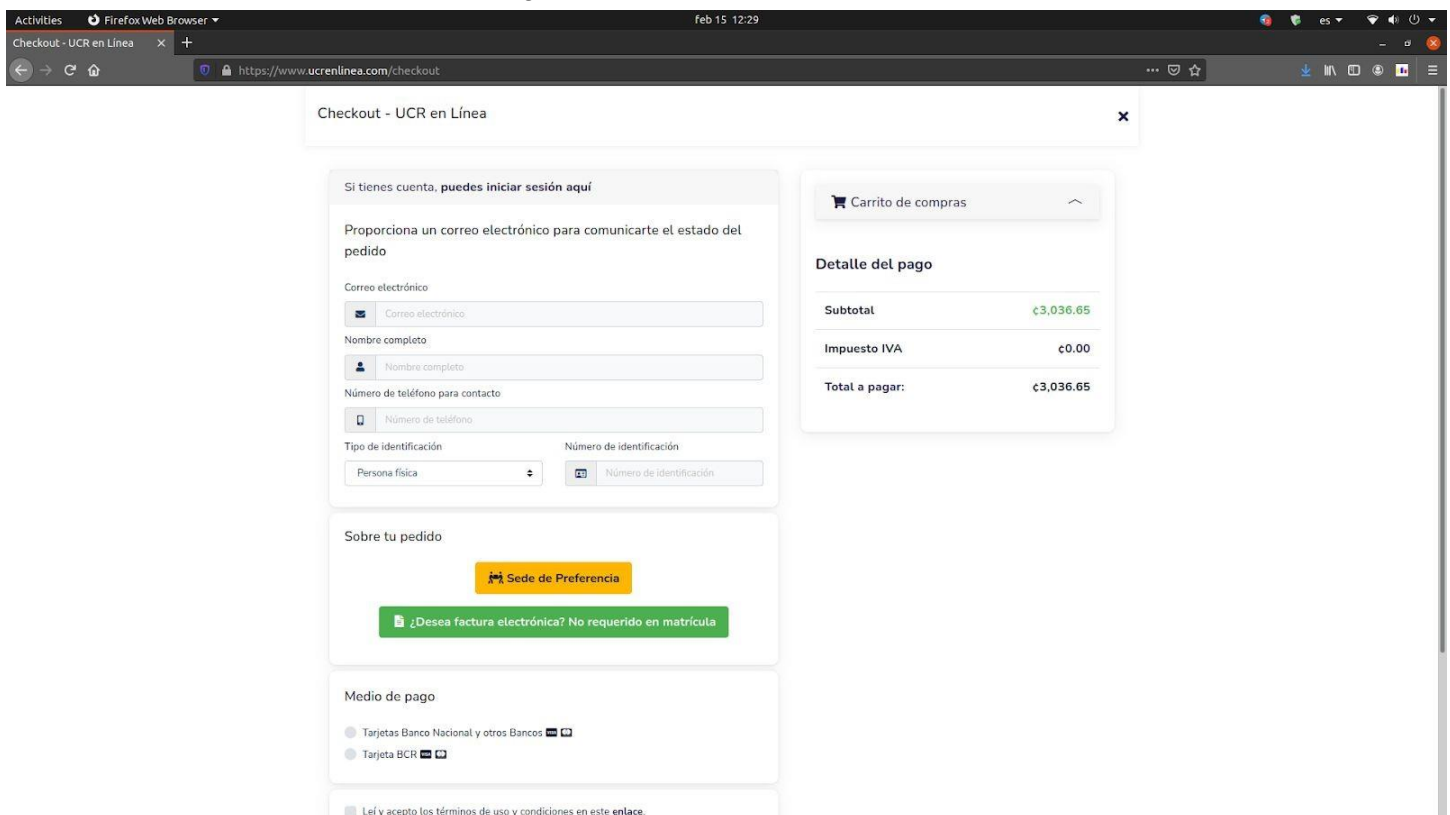 Activities Firefox Web Browser feb 15 12:29 es
Checkout - UCR en Línea
https://www.ucrenlinea.com/checkout
Checkout - UCR en Línea
Si tienes cuenta, puedes iniciar sesión aquí
Proporciona un correo electrónico para comunicarte el estado del
pedido
Correo electrónico
Correo electrónico
Nombre completo
Nombre completo
Número de teléfono para contacto
Número de teléfono
Tipo de identificación Número de identificación
Persona física Número de identificación
Sobre tu pedido
Sede de Preferencia
¿Desea factura electrónica? No requerido en matrícula
Medio de pago
Tarjetas Banco Nacional y otros Bancos VISA
Tarjeta BCR VISA
Leí y acepto los términos de uso y condiciones en este enlace.
Carrito de compras
Detalle del pago
Subtotal ¢3,036.65
Impuesto IVA ¢0.00
Total a pagar: ¢3,036.65